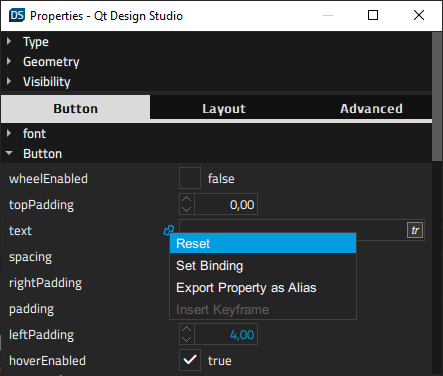 DS Properties - Qt Design Studio
Type
Geometry
Visibility
Button Layout Advanced
font
Button
wheelEnabled false
topPadding 0,00
text tr
Reset
spacing
Set Binding
rightPadding
Export Property as Alias
padding
Insert Keyframe
leftPadding 4,00
hoverEnabled true